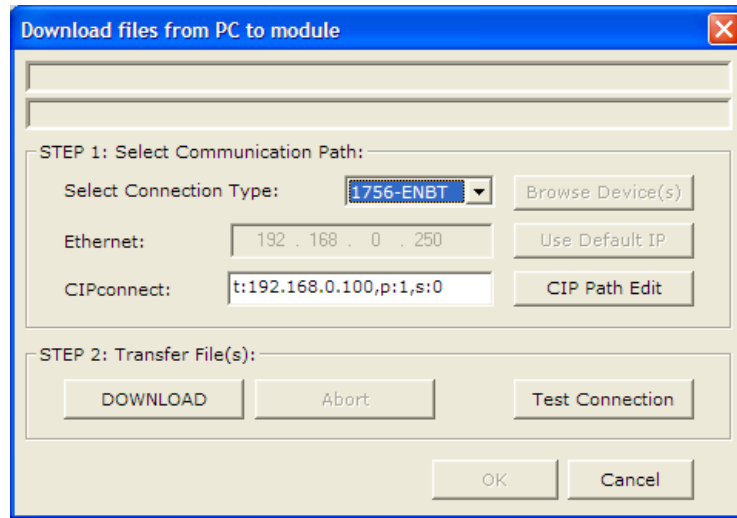 Download files from PC to module
STEP 1: Select Communication Path:
Select Connection Type: 1756-ENBT Browse Device(s)
Ethernet: 192 . 168 . 0 . 250 Use Default IP
CIPconnect: t:192.168.0.100,p:1,s:0 CIP Path Edit
STEP 2: Transfer File(s):
DOWNLOAD Abort Test Connection
OK Cancel